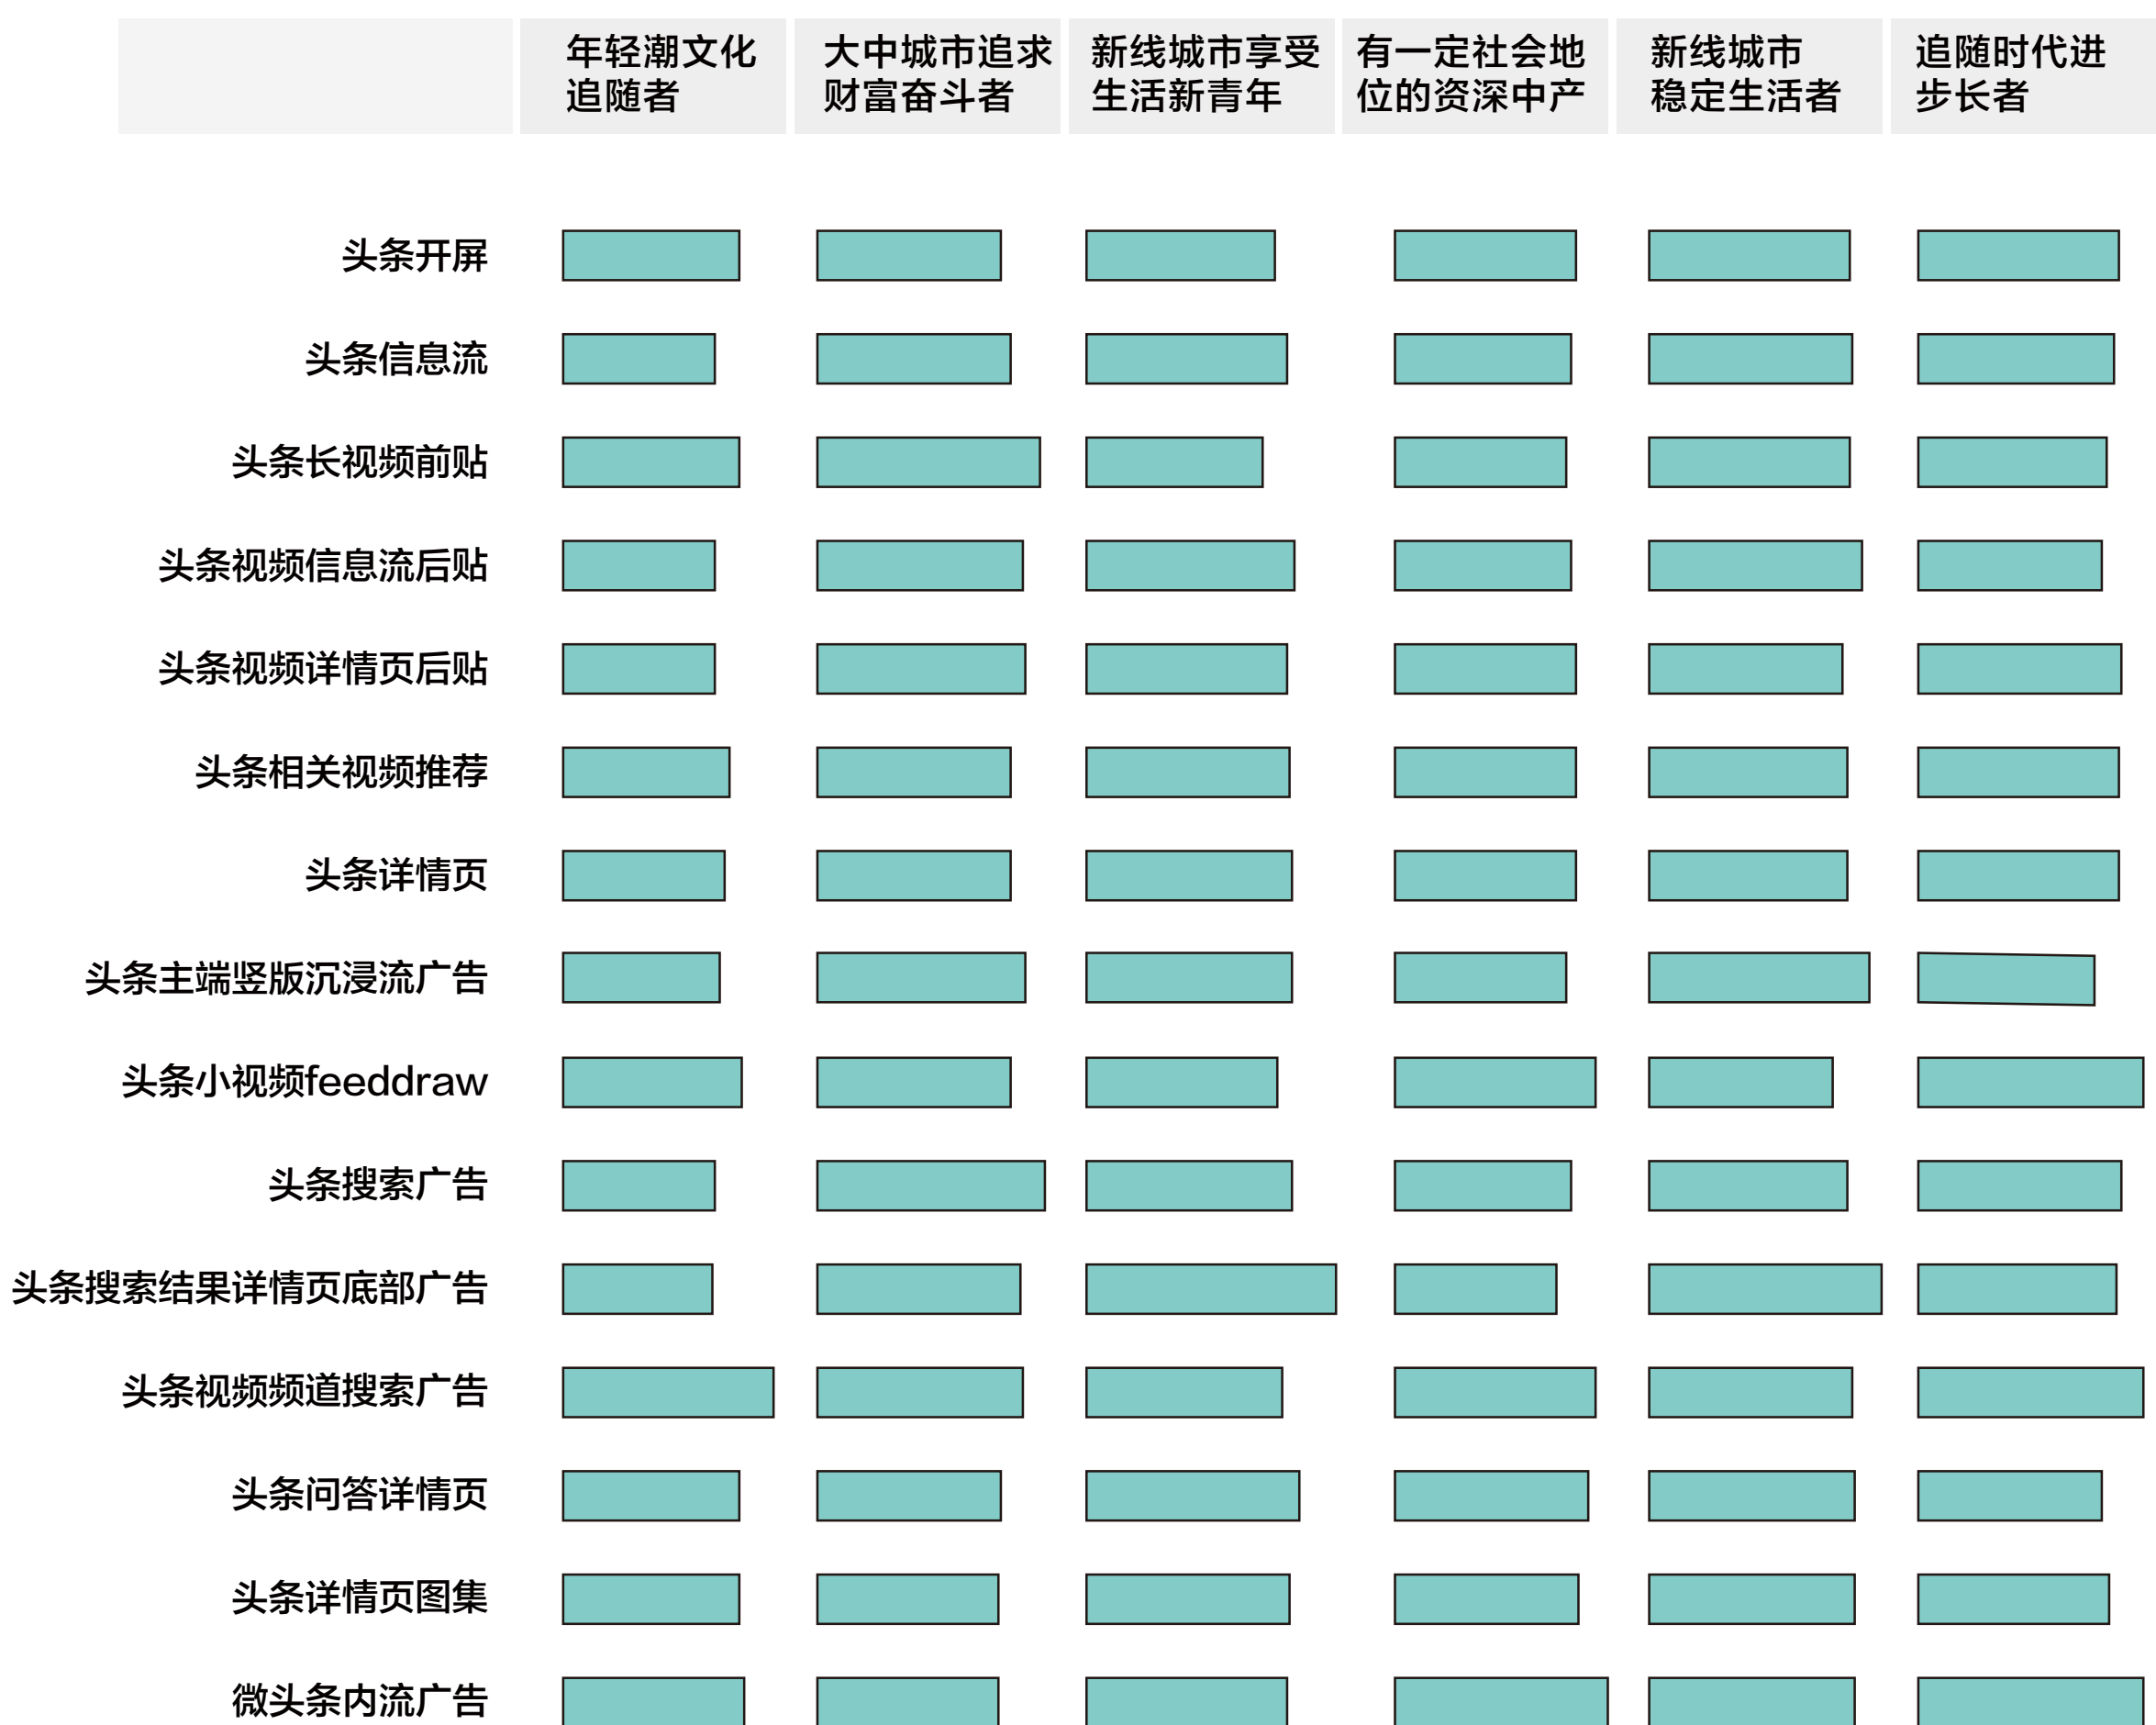 年轻潮文化
追随者
大中城市追求
财富奋斗者
新线城市享受
生活新青年
有一定社会地
位的资深中产
新线城市
稳定生活者
追随时代进
步长者
头条开屏
头条信息流
头条长视频前贴
头条视频信息流后贴
头条视频详情页后贴
头条相关视频推荐
头条详情页
头条主端竖版沉浸流广告
头条小视频feeddraw
头条搜索广告
头条搜索结果详情页底部广告
头条视频频道搜索广告
头条问答详情页
头条详情页图集
微头条内流广告